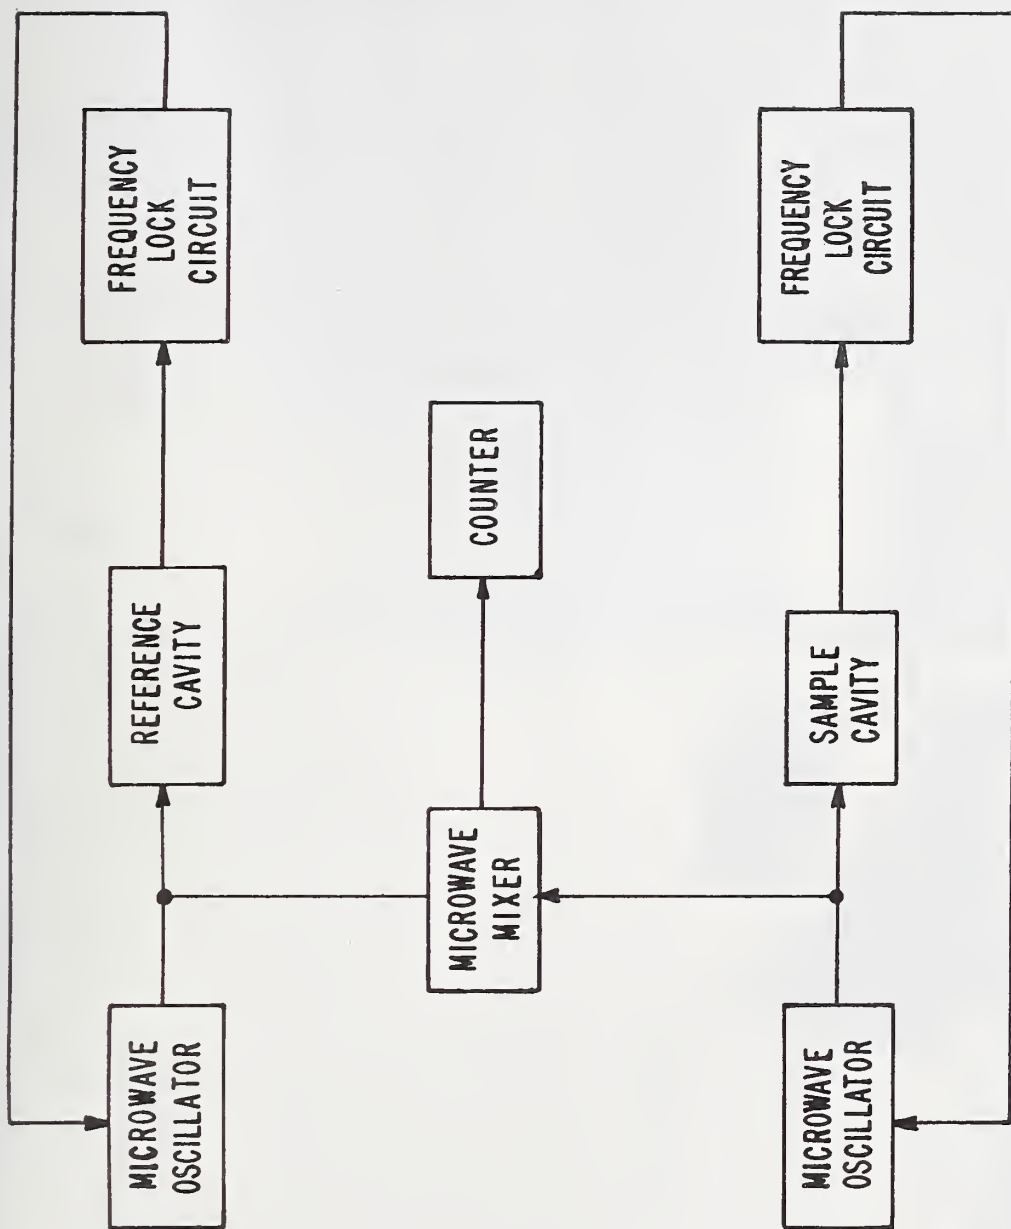 MICROWAVE
OSCILLATOR
REFERENCE
CAVITY
FREQUENCY
LOCK
CIRCUIT
MICROWAVE
MIXER
COUNTER
MICROWAVE
OSCILLATOR
SAMPLE
CAVITY
FREQUENCY
LOCK
CIRCUIT